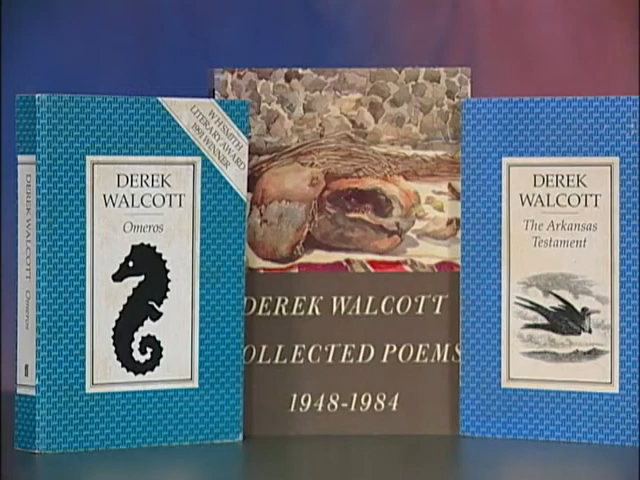 W H SMITH
LITERARY AWARD
1991 WINNER
DEREK
WALCOTT
Omeros
DEREK WALCOTT Omeros
DEREK WALCOTT
OLLECTED POEMS
1948-1984
DEREK
WALCOTT
The Arkansas
Testament